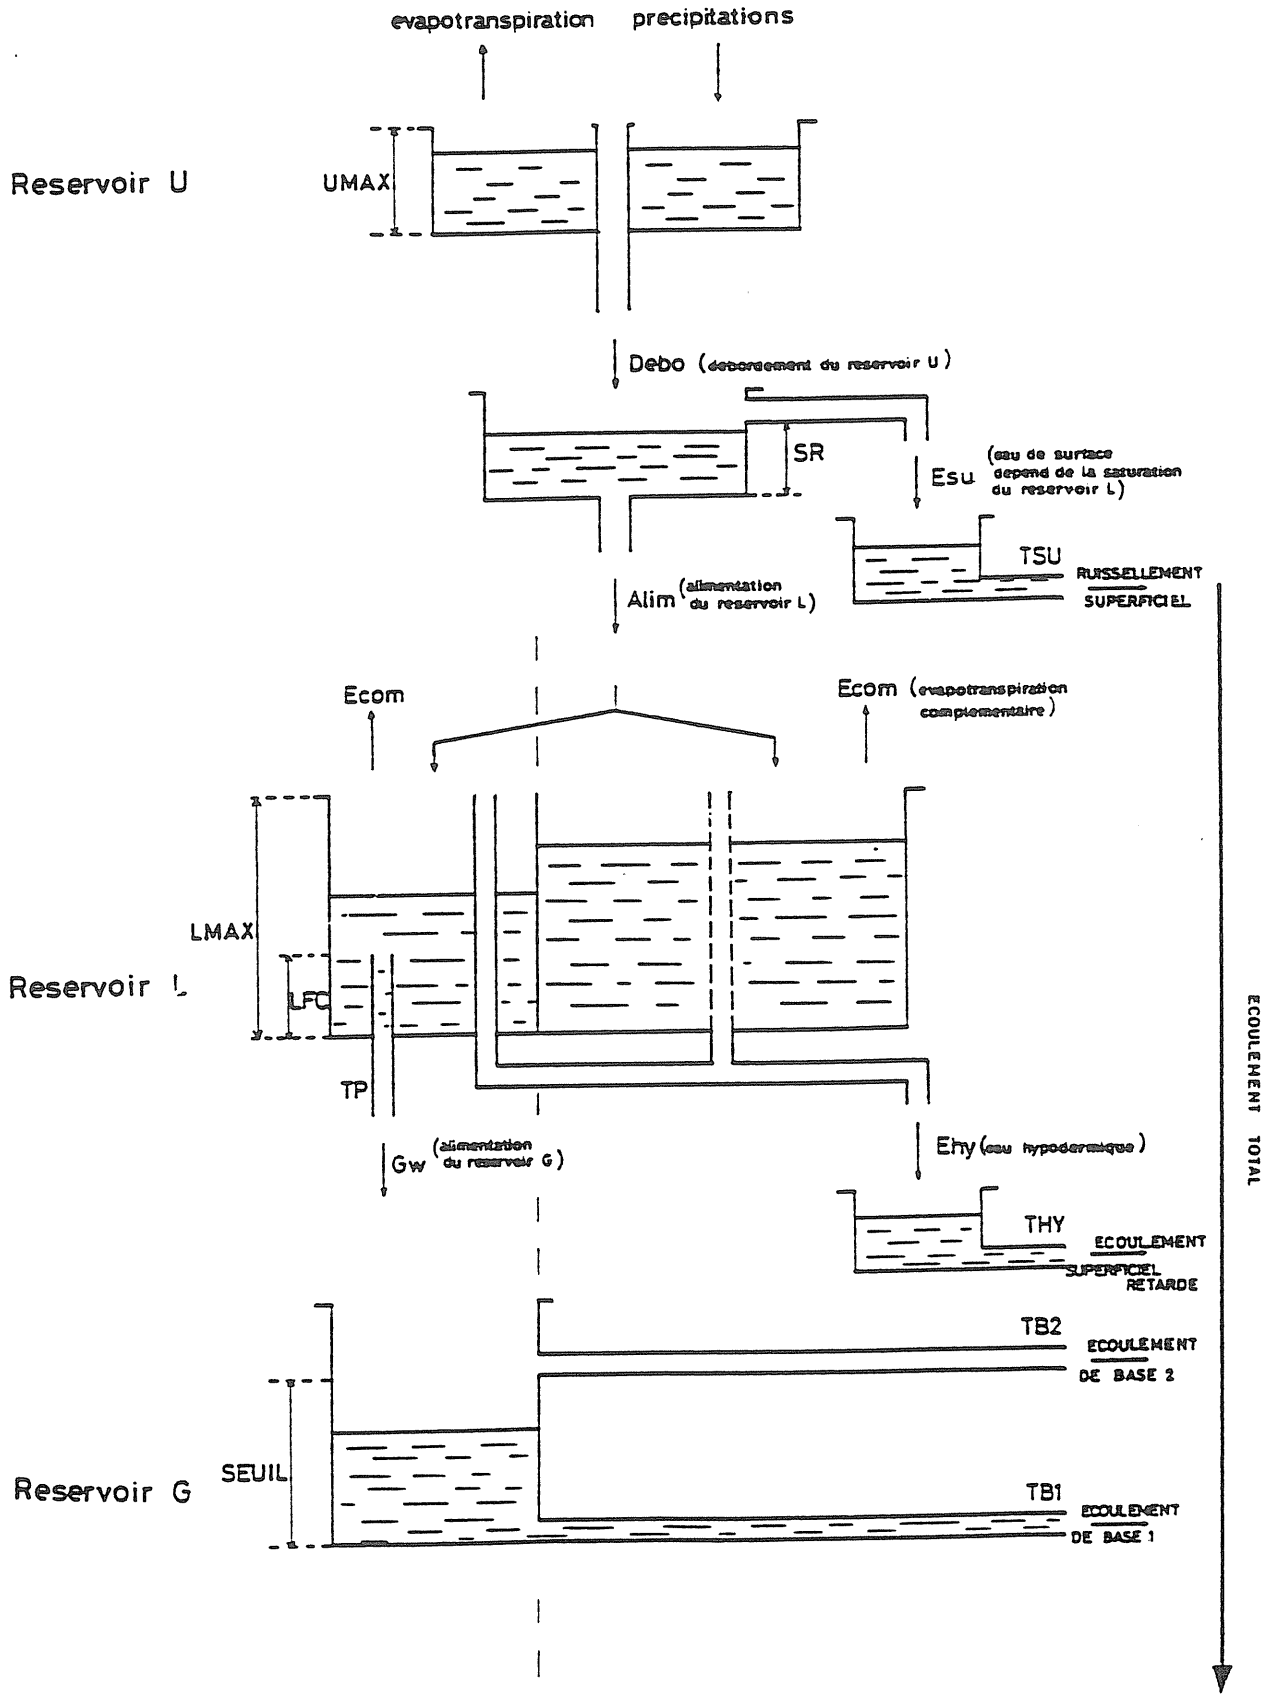 evapotranspiration precipitations
Reservoir U
UMAX
Debo (debordement du reservoir U)
SR
Esu (eau de surface
depend de la saturation
du reservoir L)
TSU
RUISSELLEMENT
SUPERFICIEL
Alim (alimentation
du reservoir L)
Ecom
Ecom (evapotranspiration
complementaire)
LMAX
Reservoir L
LFC
TP
Gw (alimentation
du reservoir G)
Ehy (eau hypodermique)
THY
ECOULEMENT
SUPERFICIEL
RETARDE
TB2
ECOULEMENT
DE BASE 2
SEUIL
Reservoir G
TB1
ECOULEMENT
DE BASE 1
ECOULEMENT TOTAL